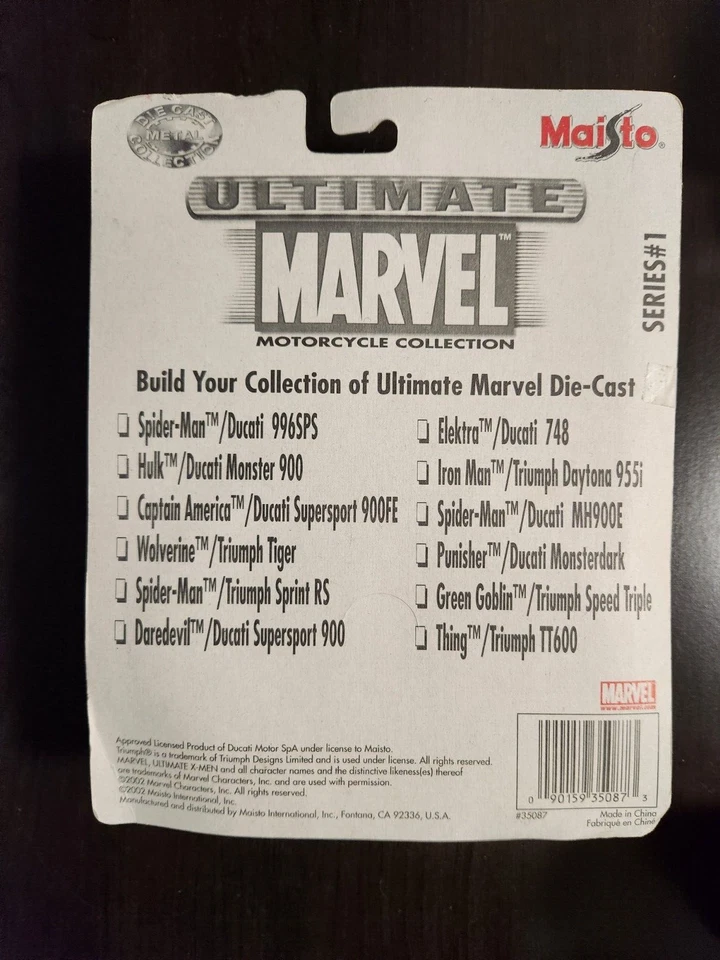 DIE CAST
METAL
COLLECTION
Maisto®
ULTIMATE
MARVEL™
MOTORCYCLE COLLECTION
SERIES#1
Build Your Collection of Ultimate Marvel Die-Cast
Spider-Man™/Ducati 996SPS
Hulk™/Ducati Monster 900
Captain America™/Ducati Supersport 900FE
Wolverine™/Triumph Tiger
Spider-Man™/Triumph Sprint RS
Daredevil™/Ducati Supersport 900
Elektra™/Ducati 748
Iron Man™/Triumph Daytona 955i
Spider-Man™/Ducati MH900E
Punisher™/Ducati Monsterdark
Green Goblin™/Triumph Speed Triple
Thing™/Triumph TT600
MARVEL
www.marvel.com
Approved Licensed Product of Ducati Motor SpA under license to Maisto.
Triumph® is a trademark of Triumph Designs Limited and is used under license. All rights reserved.
MARVEL, ULTIMATE X-MEN and all character names and the distinctive likeness(es) thereof
are trademarks of Marvel Characters, Inc. and are used with permission.
©2002 Marvel Characters, Inc. All rights reserved.
©2002 Maisto International, Inc.
Manufactured and distributed by Maisto International, Inc., Fontana, CA 92336, U.S.A.
0 90159 35087 3
#35087
Made in China
Fabriqué en Chine